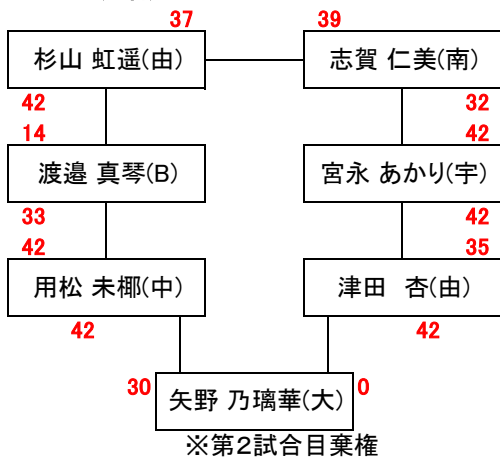 37 39
杉山 虹遥(由) 志賀 仁美(南)
42 32
14 42
渡邉 真琴(B) 宮永 あかり(宇)
33 42
42 35
用松 未椰(中) 津田 杏(由)
42 42
30 0
矢野 乃璃華(大)
※第2試合目棄権